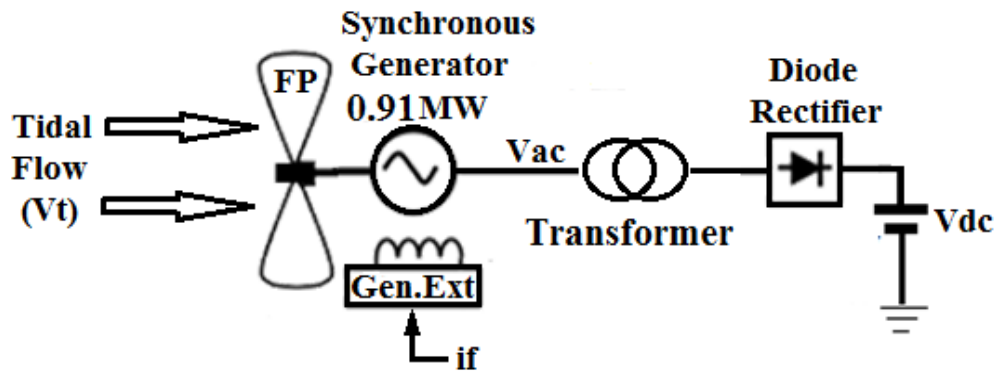 Synchronous
Generator
0.91MW
FP
Tidal
Flow
(Vt)
Vac
Transformer
Diode
Rectifier
Vdc
Gen.Ext
if